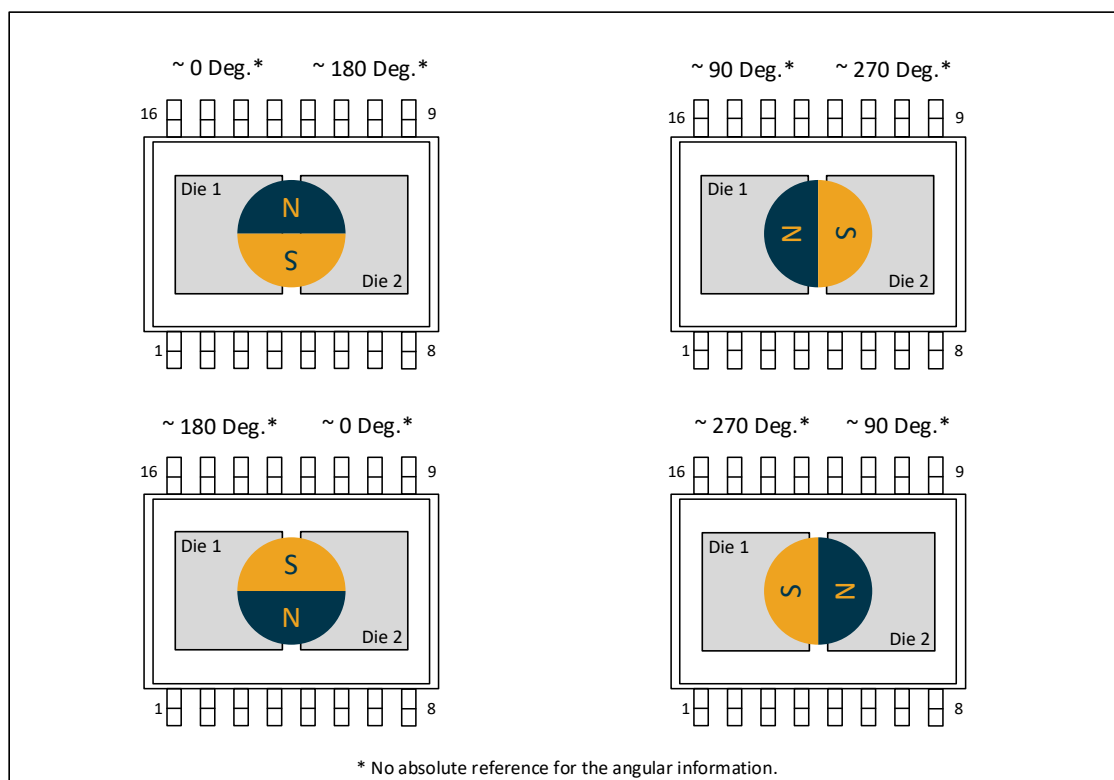 ~ 0 Deg.* ~ 180 Deg.*
16 9
Die 1
N
S
Die 2
1 8
~ 90 Deg.* ~ 270 Deg.*
16 9
Die 1
N S
Die 2
1 8
~ 180 Deg.* ~ 0 Deg.*
16 9
Die 1
S
N
Die 2
1 8
~ 270 Deg.* ~ 90 Deg.*
16 9
Die 1
S N
Die 2
1 8
* No absolute reference for the angular information.